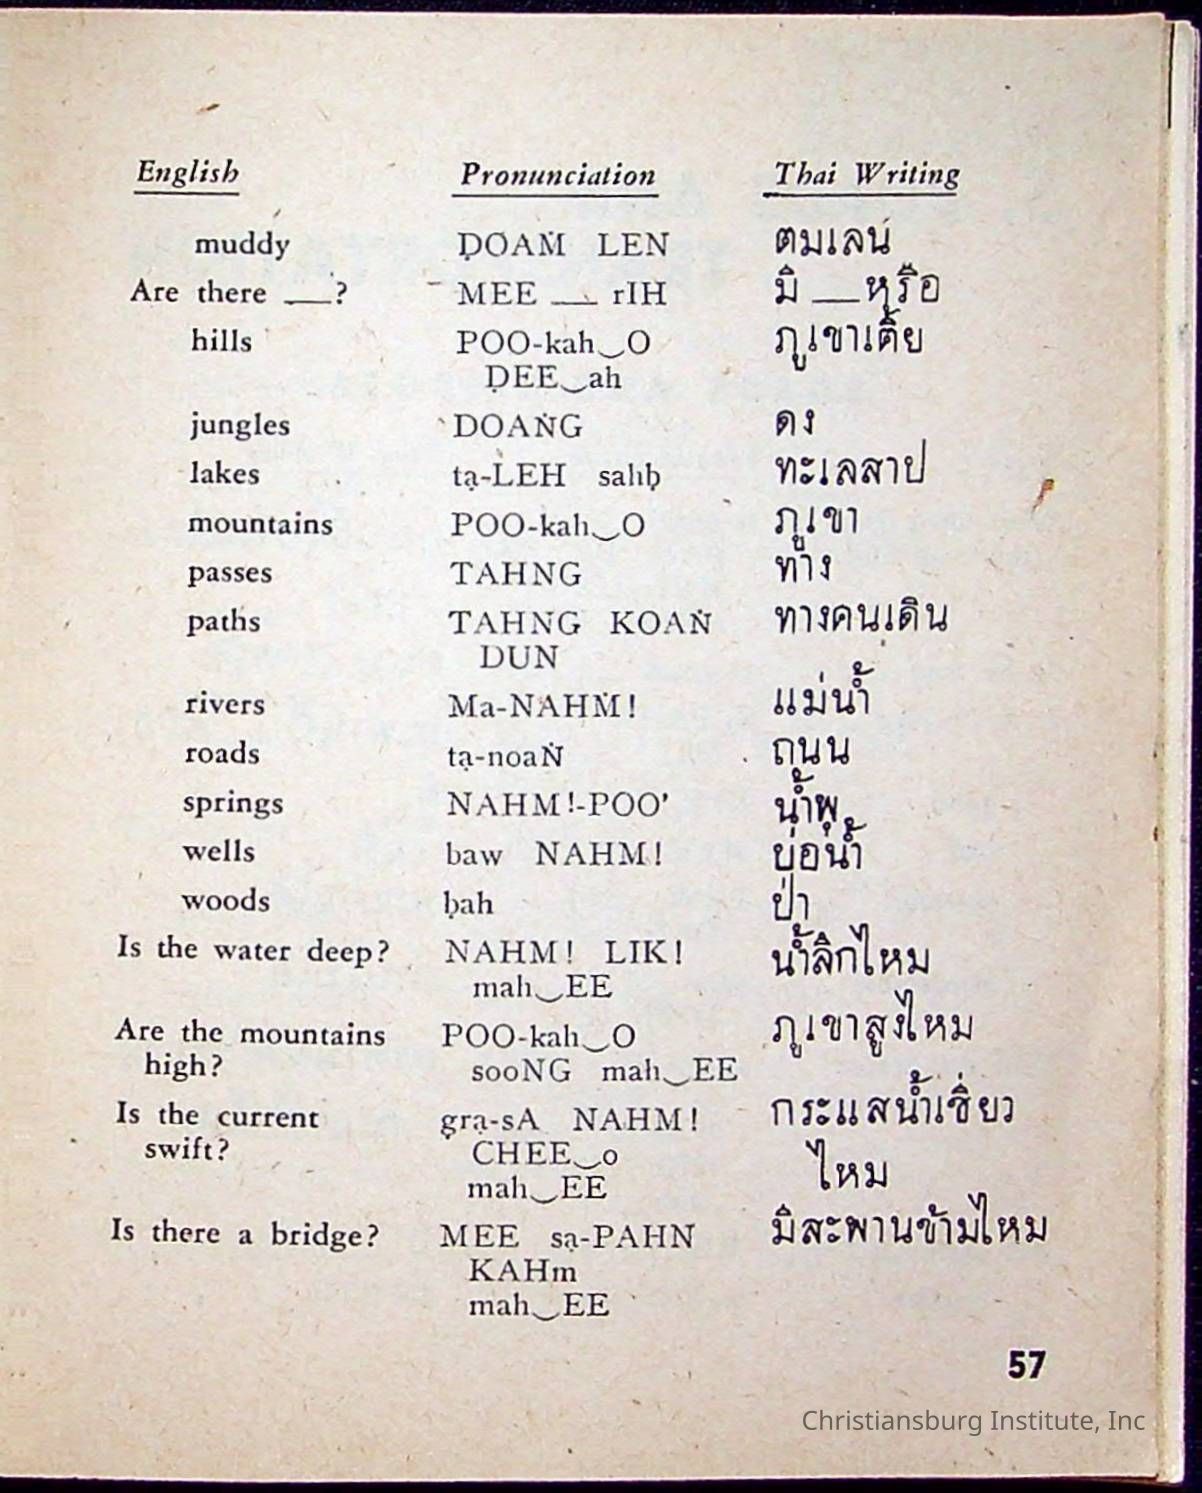 English Pronunciation Thai Writing
muddy ḌOAṀ LEN ตมเลน
Are there ___? MEE ___ rIH มี ___ หรือ
hills POO-kah‿O ภูเขาเตี้ย
ḌEE‿ah
jungles DOAṄG ดง
lakes tạ-LEH sahḅ ทะเลสาป
mountains POO-kah‿O ภูเขา
passes TAHNG ทาง
paths TAHNG KOAṄ ทางคนเดิน
DUN
rivers Ma-NAHṀ! แม่น้ำ
roads tạ-noaṄ ถนน
springs NAHM!-POO' น้ำพุ
wells baw NAHM! บ่อน้ำ
woods ḅah ป่า
Is the water deep? NAHM! LIK! น้ำลึกไหม
mah‿EE
Are the mountains POO-kah‿O ภูเขาสูงไหม
high? sooNG mah‿EE
Is the current g̣rạ-sA NAHM! กระแสน้ำเชี่ยว
swift? CHEE‿o ไหม
mah‿EE
Is there a bridge? MEE sạ-PAHN มีสะพานข้ามไหม
KAHm
mah‿EE
57
Christiansburg Institute, Inc